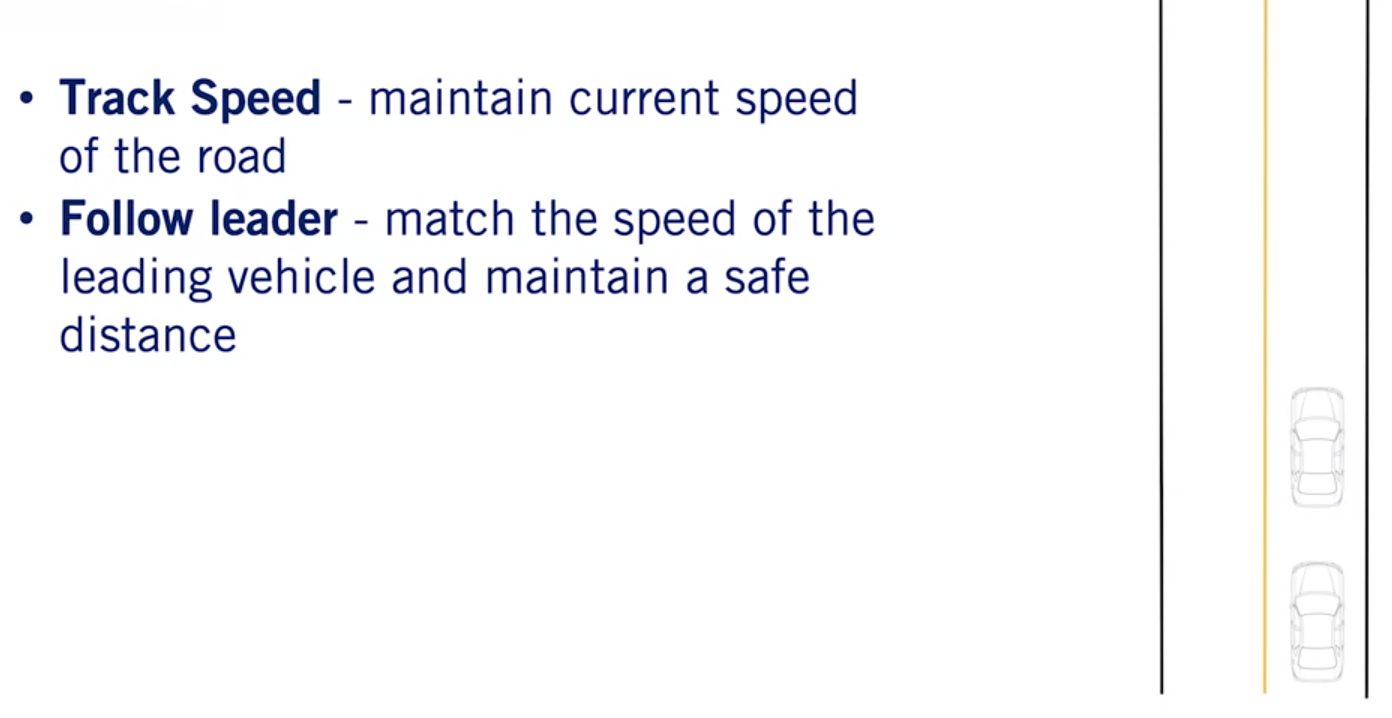 • Track Speed - maintain current speed
of the road
• Follow leader - match the speed of the
leading vehicle and maintain a safe
distance